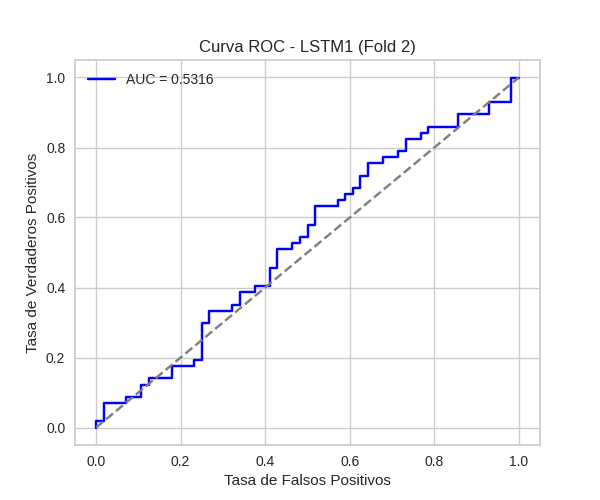 Curva ROC - LSTM1 (Fold 2)
AUC = 0.5316
1.0
0.8
0.6
0.4
0.2
0.0
Tasa de Verdaderos Positivos
0.0 0.2 0.4 0.6 0.8 1.0
Tasa de Falsos Positivos